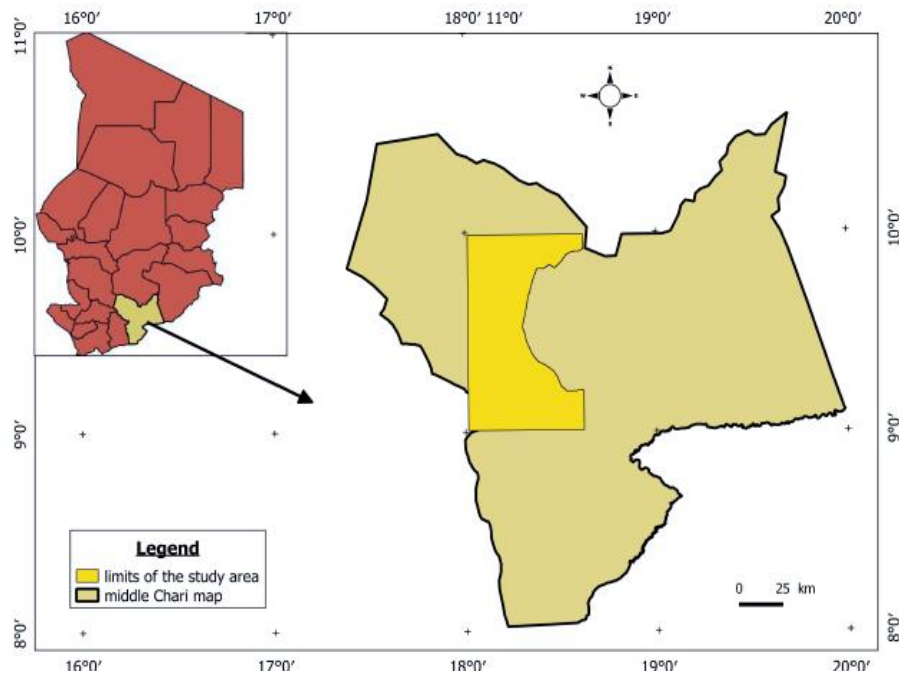 16°0′ 17°0′ 18°0′ 11°0′ 19°0′ 20°0′
11°0′
N
W E
10°0′ 10°0′
9°0′ 9°0′
Legend
limits of the study area
middle Chari map
0 25 km
8°0′ 8°0′
16°0′ 17°0′ 18°0′ 19°0′ 20°0′